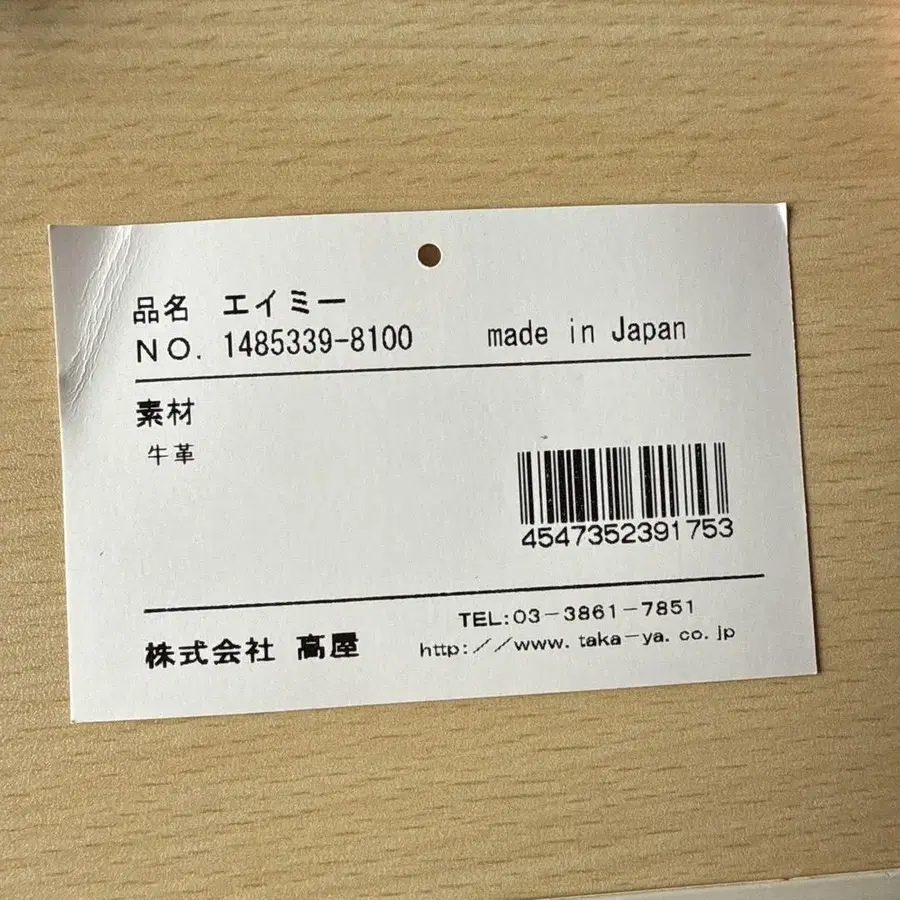 品名 エイミー
NO. 1485339-8100 made in Japan
素材
牛革
4547352391753
株式会社 高屋
TEL:03-3861-7851
http://www.taka-ya.co.jp